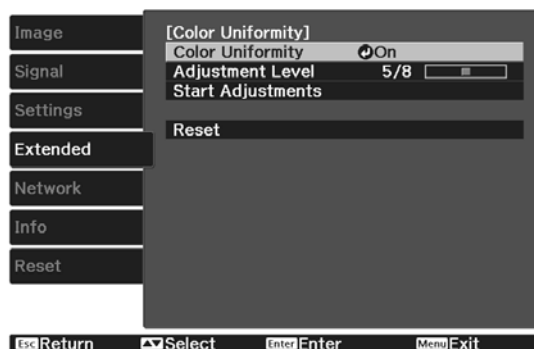 Image
Signal
Settings
Extended
Network
Info
Reset
[Color Uniformity]
Color Uniformity On
Adjustment Level 5/8
Start Adjustments
Reset
Esc Return Select Enter Enter Menu Exit